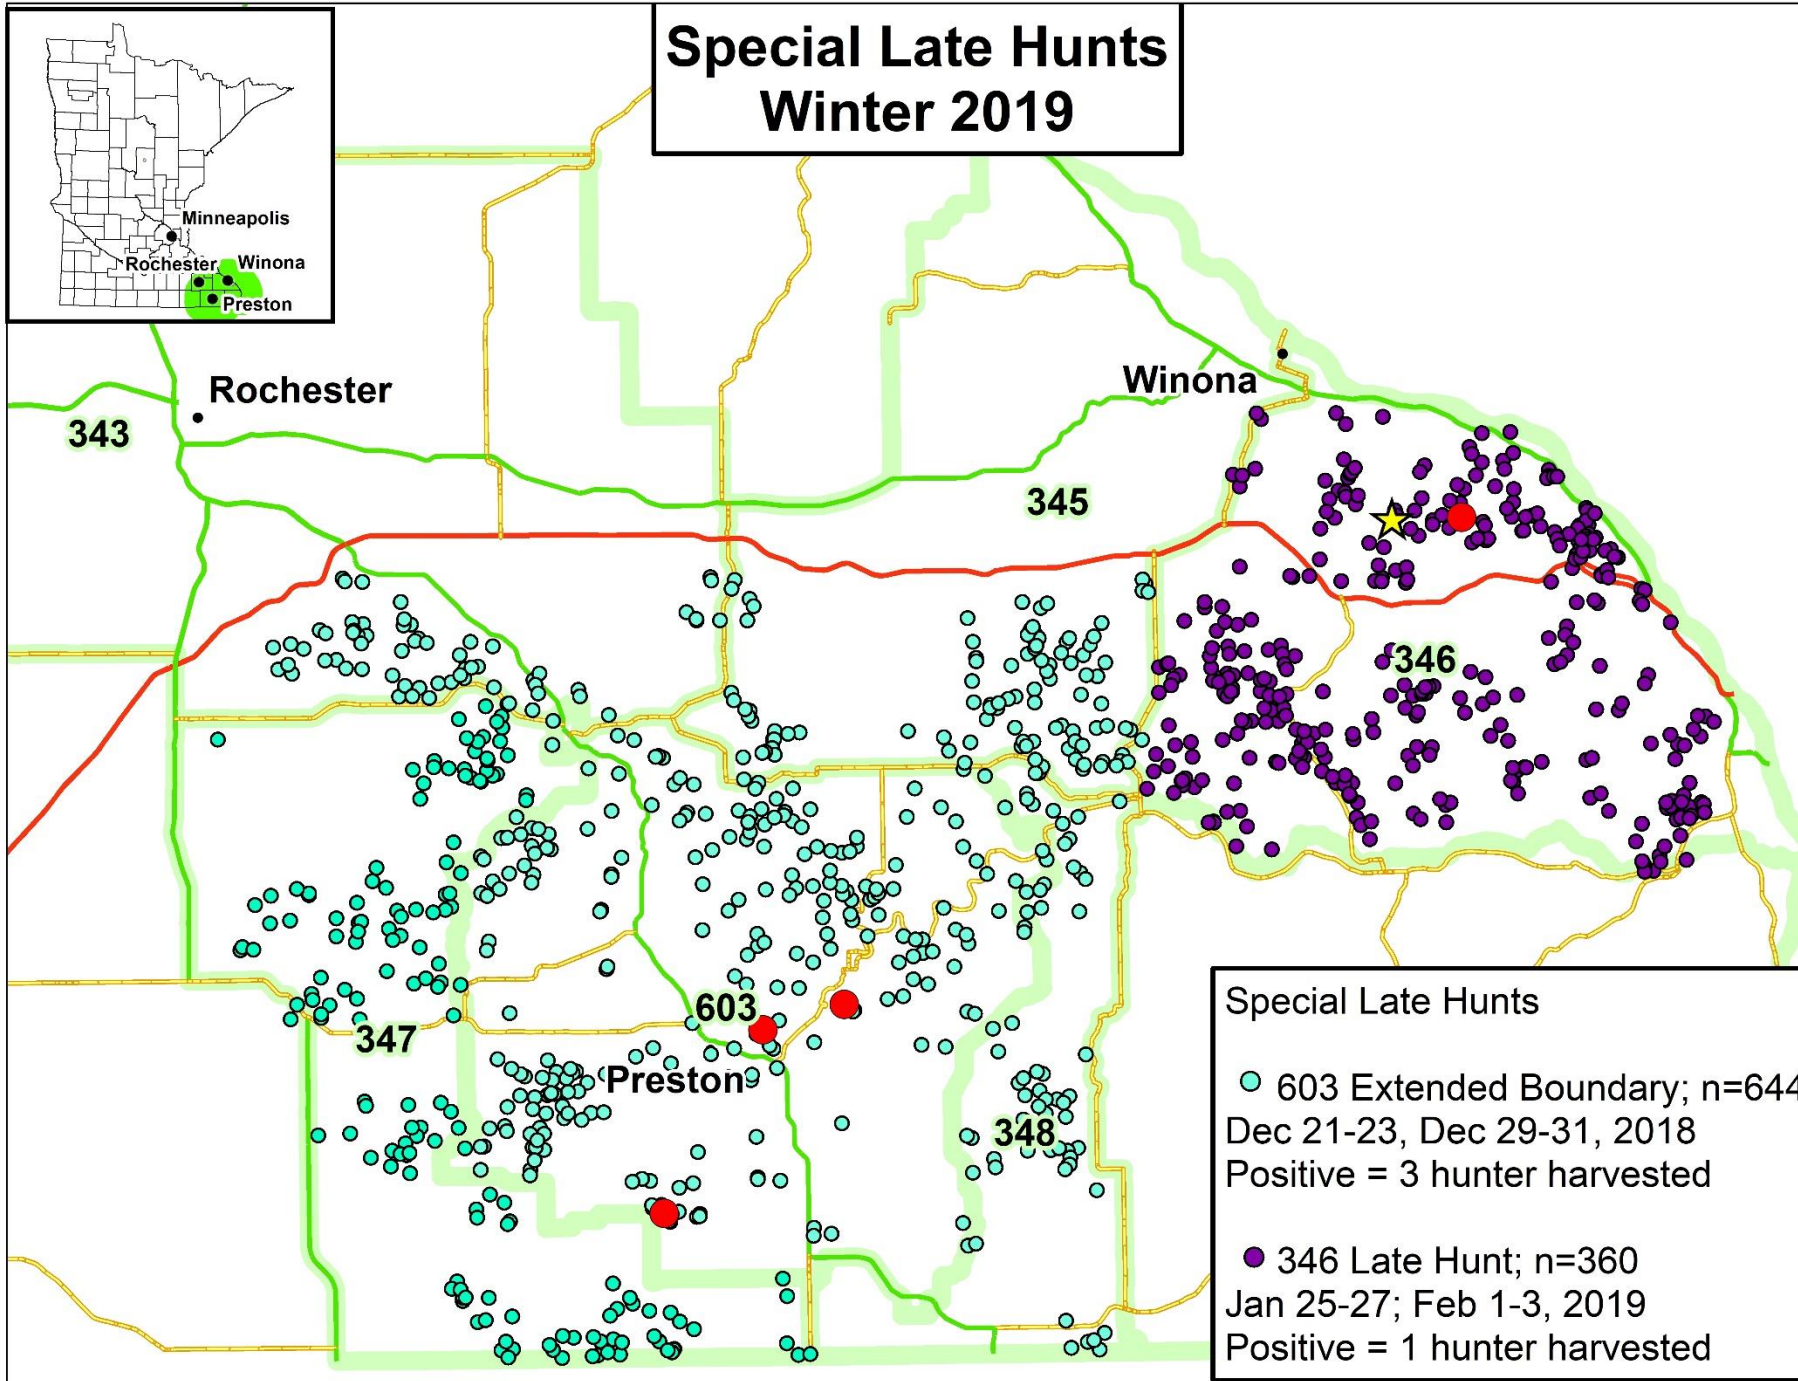 Special Late Hunts
Winter 2019
Minneapolis
Rochester
Winona
Preston
Rochester
Winona
343
345
346
603
347
Preston
348
Special Late Hunts
603 Extended Boundary; n=644
Dec 21-23, Dec 29-31, 2018
Positive = 3 hunter harvested
346 Late Hunt; n=360
Jan 25-27; Feb 1-3, 2019
Positive = 1 hunter harvested